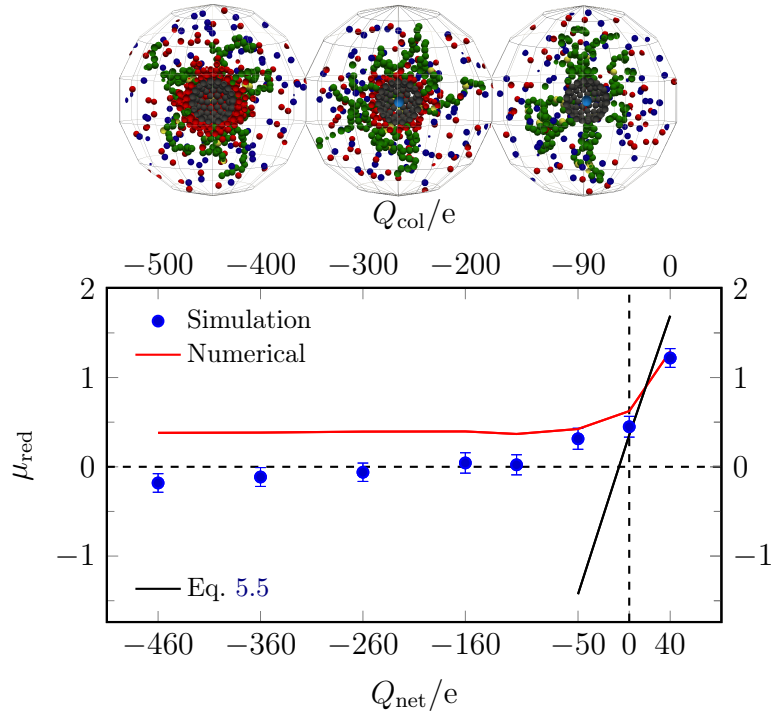 Q_col/e
−500 −400 −300 −200 −90 0
2 2
Simulation
Numerical
1 1
μ_red
0 0
−1 −1
Eq. 5.5
−460 −360 −260 −160 −50 0 40
Q_net/e